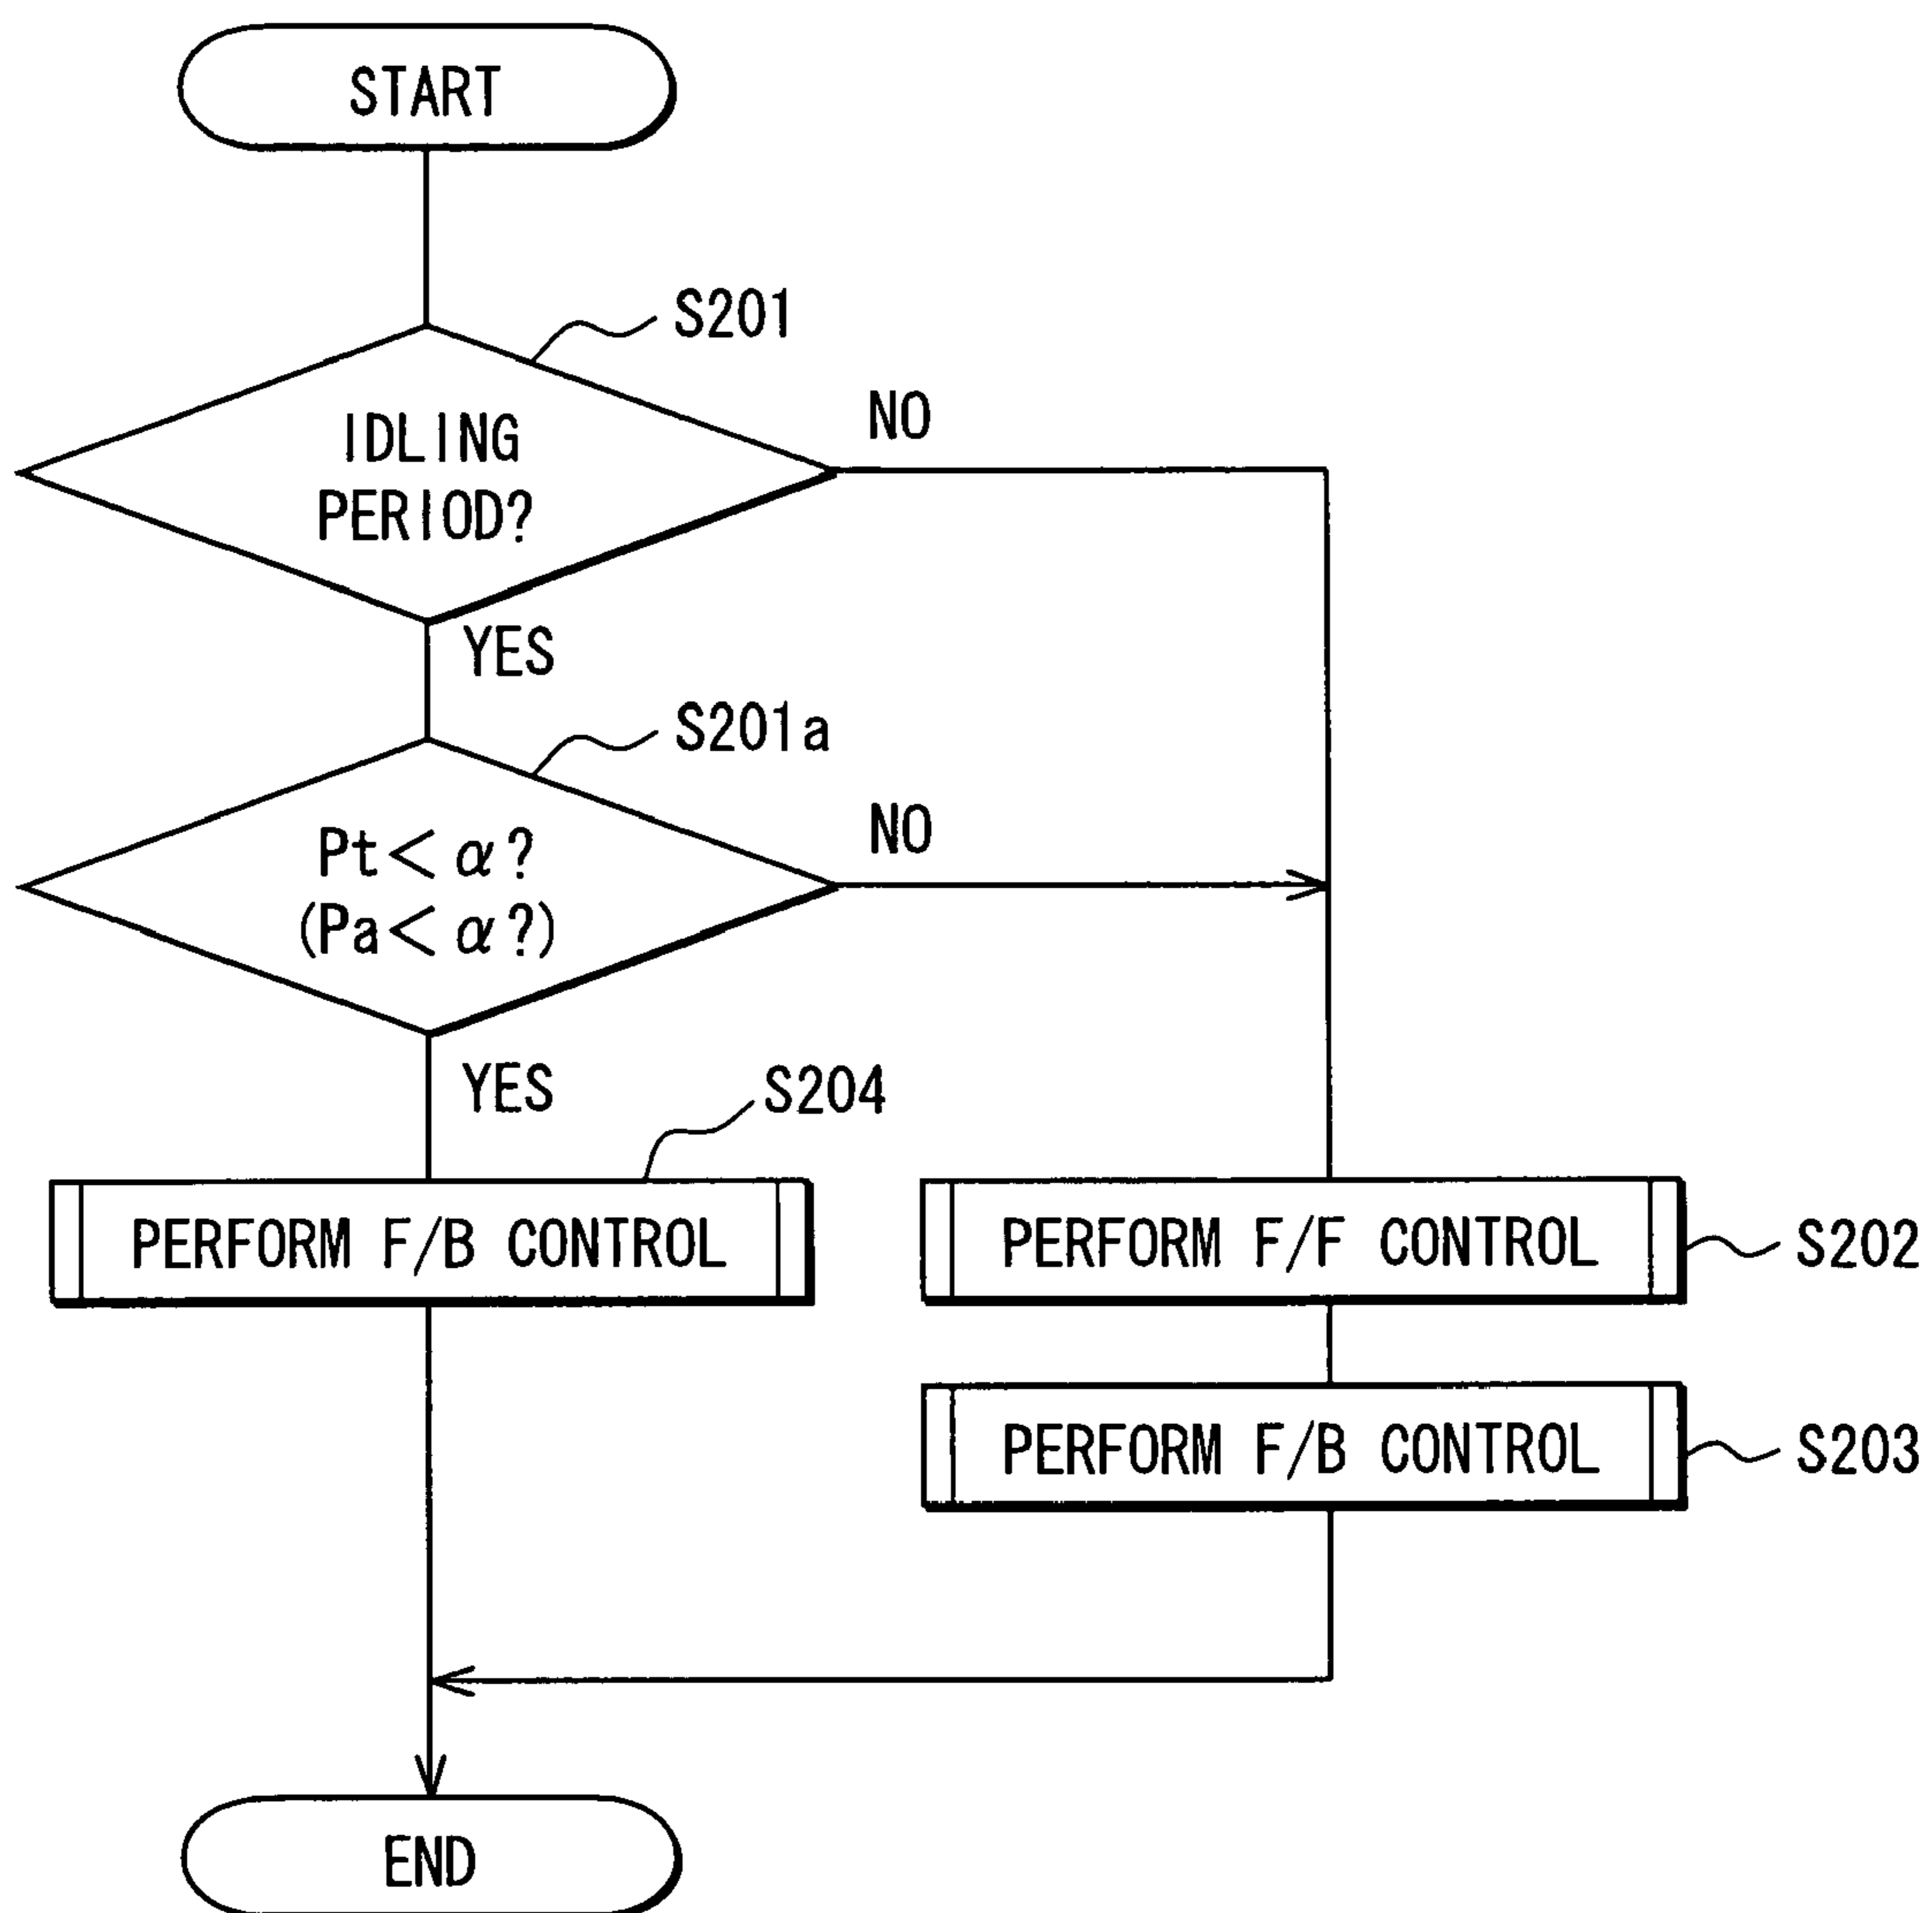 START
S201
IDLING
PERIOD?
NO
YES
S201a
Pt< α?
(Pa< α?)
NO
YES
S204
PERFORM F/B CONTROL
PERFORM F/F CONTROL
S202
PERFORM F/B CONTROL
S203
END